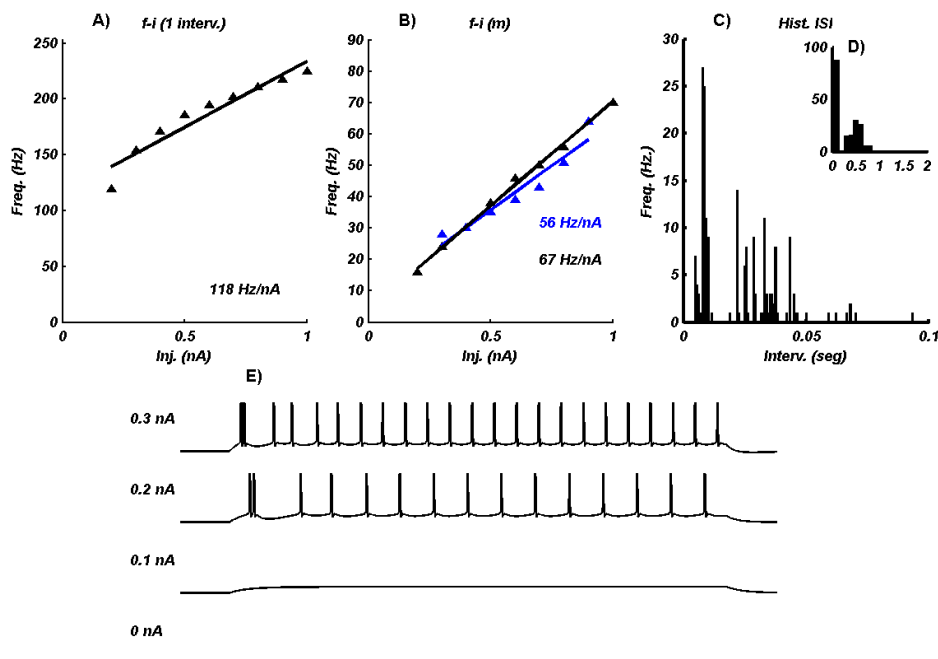 A)
f-i (1 interv.)
250
200
150
100
50
0
0
0.5
1
Freq. (Hz)
Inj. (nA)
118 Hz/nA
B)
f-i (m)
90
80
70
60
50
40
30
20
10
0
0
0.5
1
Freq. (Hz)
Inj. (nA)
56 Hz/nA
67 Hz/nA
C)
Hist. ISI
30
25
20
15
10
5
0
0
0.05
0.1
Freq. (Hz.)
Interv. (seg)
D)
100
50
0
0 0.5 1 1.5 2
E)
0.3 nA
0.2 nA
0.1 nA
0 nA